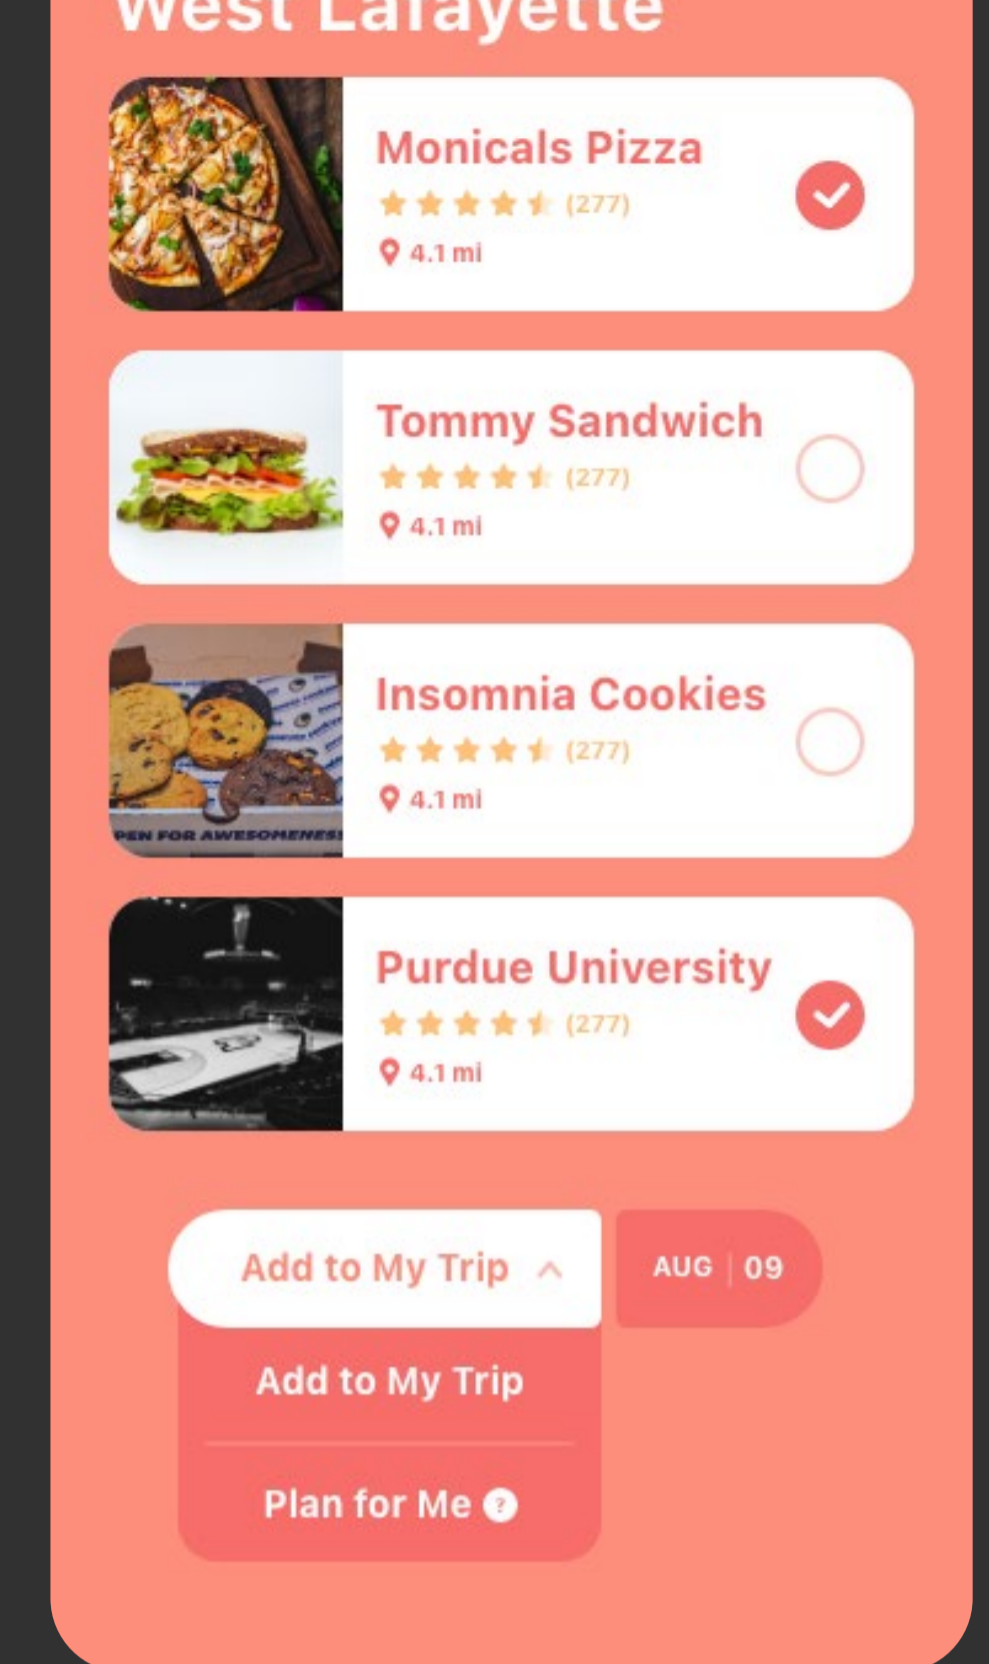 West Lafayette
Monicals Pizza
(277)
4.1 mi
Tommy Sandwich
(277)
4.1 mi
Insomnia Cookies
(277)
4.1 mi
PEN FOR AWESOMENESS
Purdue University
(277)
4.1 mi
Add to My Trip
AUG | 09
Add to My Trip
Plan for Me ?